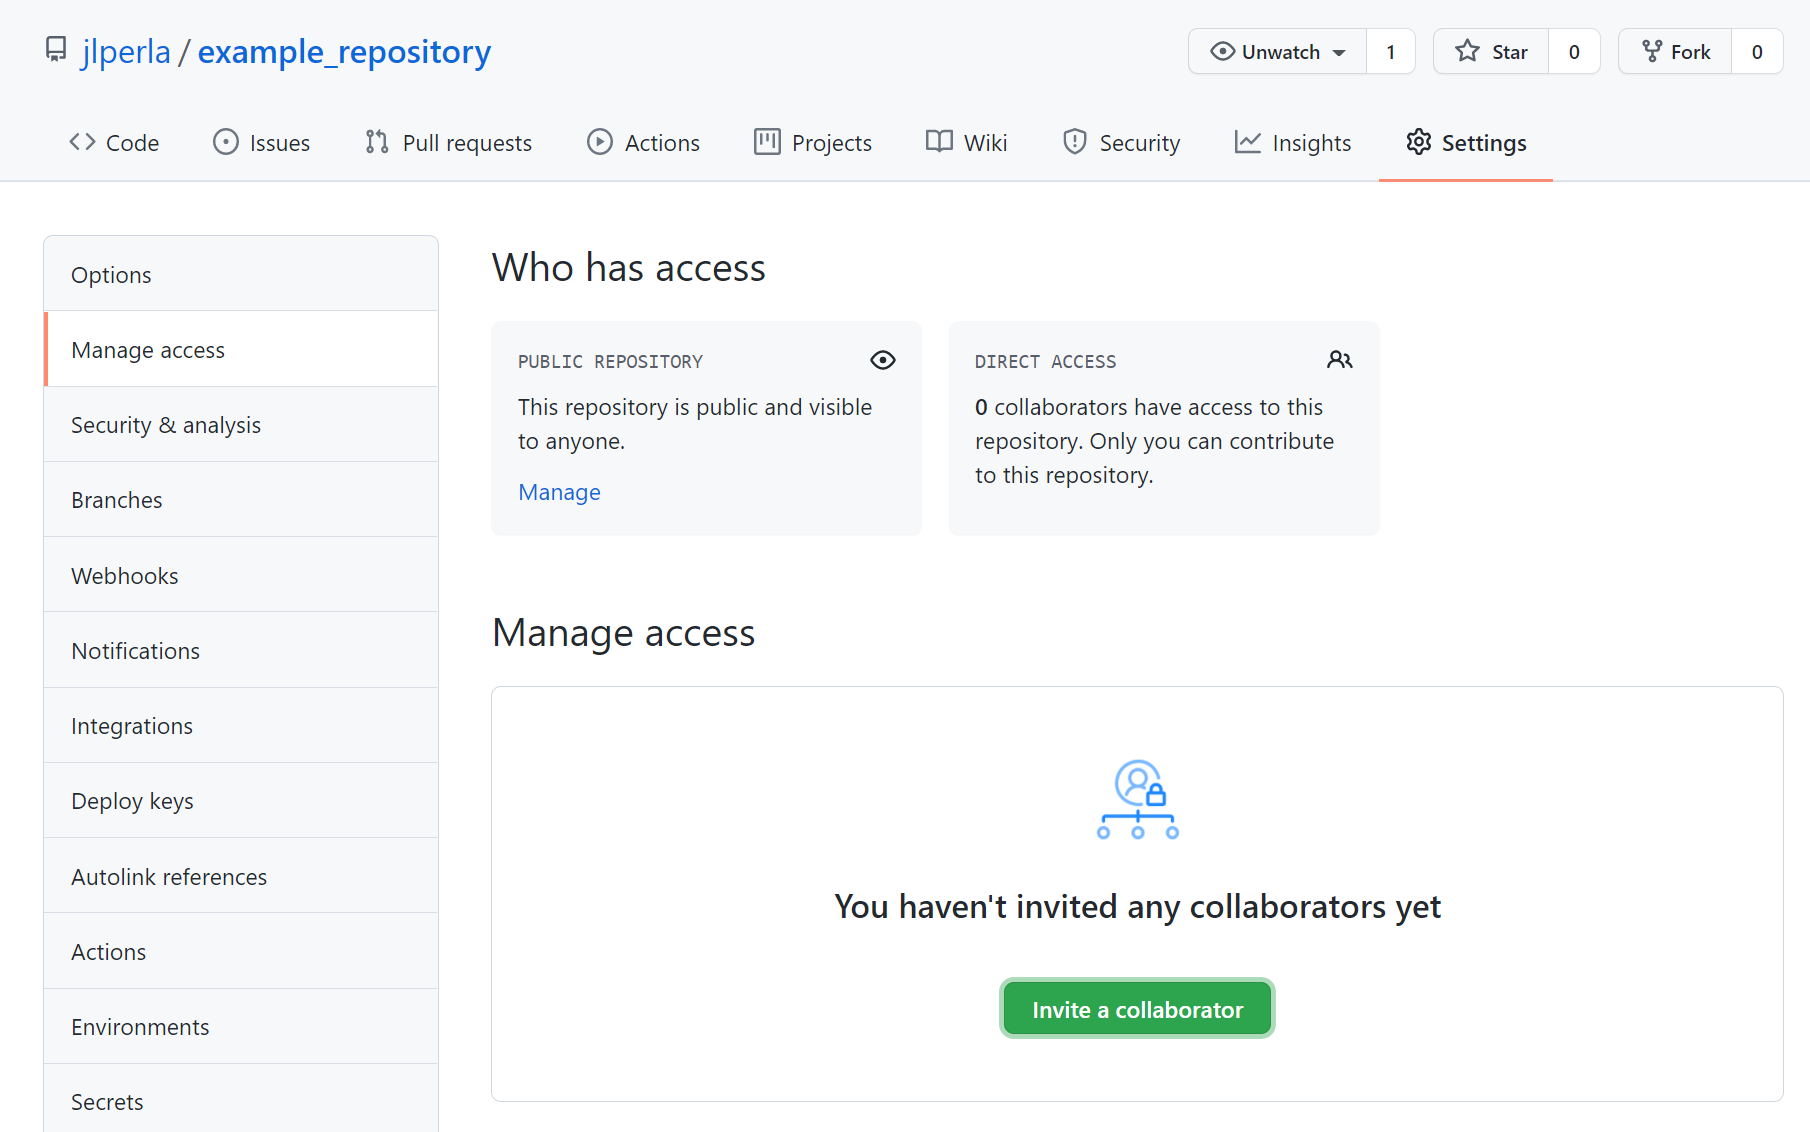 jlperla / example_repository
Unwatch 1 Star 0 Fork 0
Code Issues Pull requests Actions Projects Wiki Security Insights Settings
Options
Manage access
Security & analysis
Branches
Webhooks
Notifications
Integrations
Deploy keys
Autolink references
Actions
Environments
Secrets
Who has access
PUBLIC REPOSITORY
This repository is public and visible
to anyone.
Manage
DIRECT ACCESS
0 collaborators have access to this
repository. Only you can contribute
to this repository.
Manage access
You haven't invited any collaborators yet
Invite a collaborator